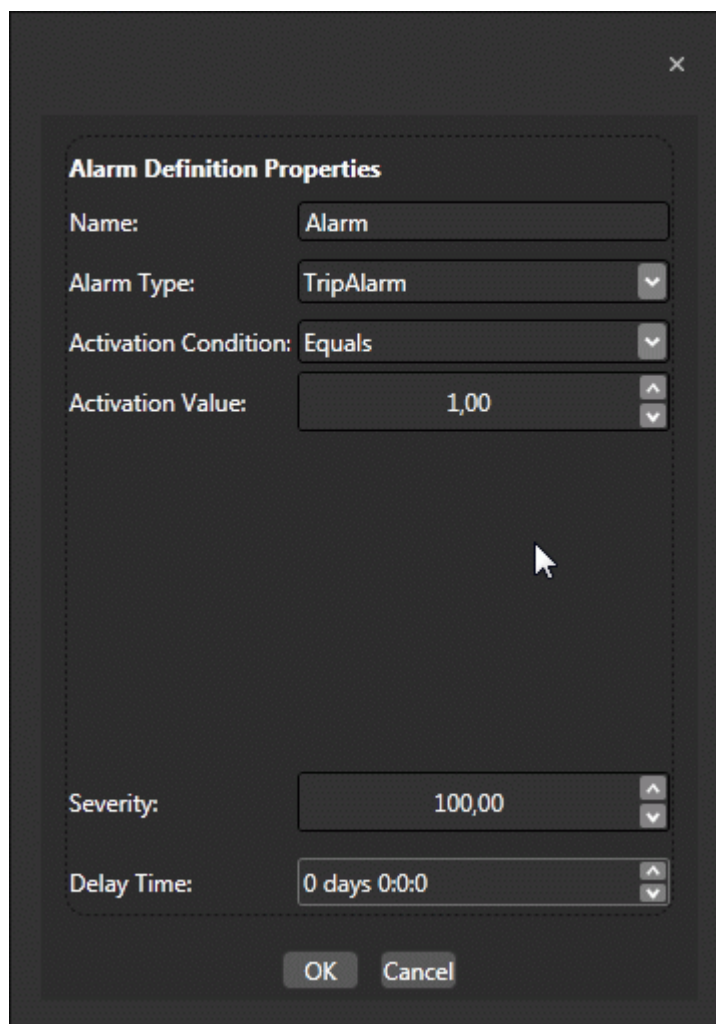 Alarm Definition Properties
Name: Alarm
Alarm Type: TripAlarm
Activation Condition: Equals
Activation Value: 1,00
Severity: 100,00
Delay Time: 0 days 0:0:0
OK Cancel